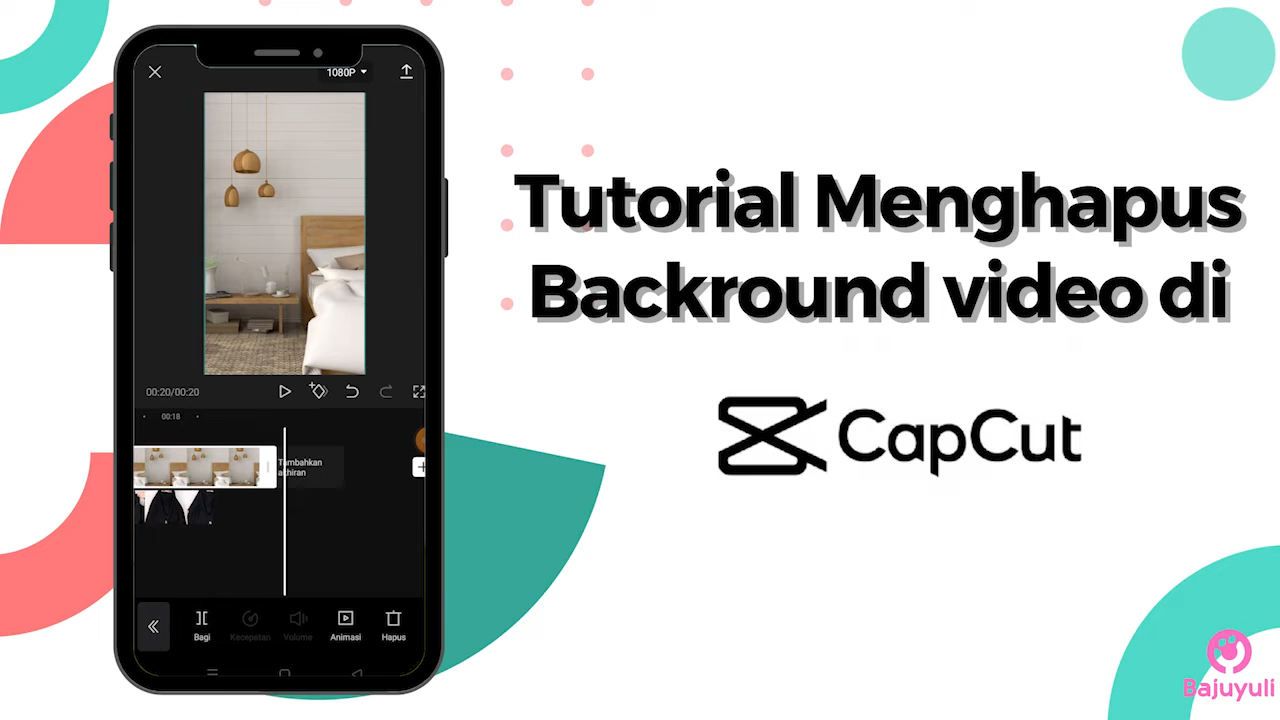 1080P
Tutorial Menghapus
Backround video di
CapCut
00:20/00:20
00:18
Tambahkan
akhiran
Bagi
Kecepatan
Volume
Animasi
Hapus
Bajuyuli